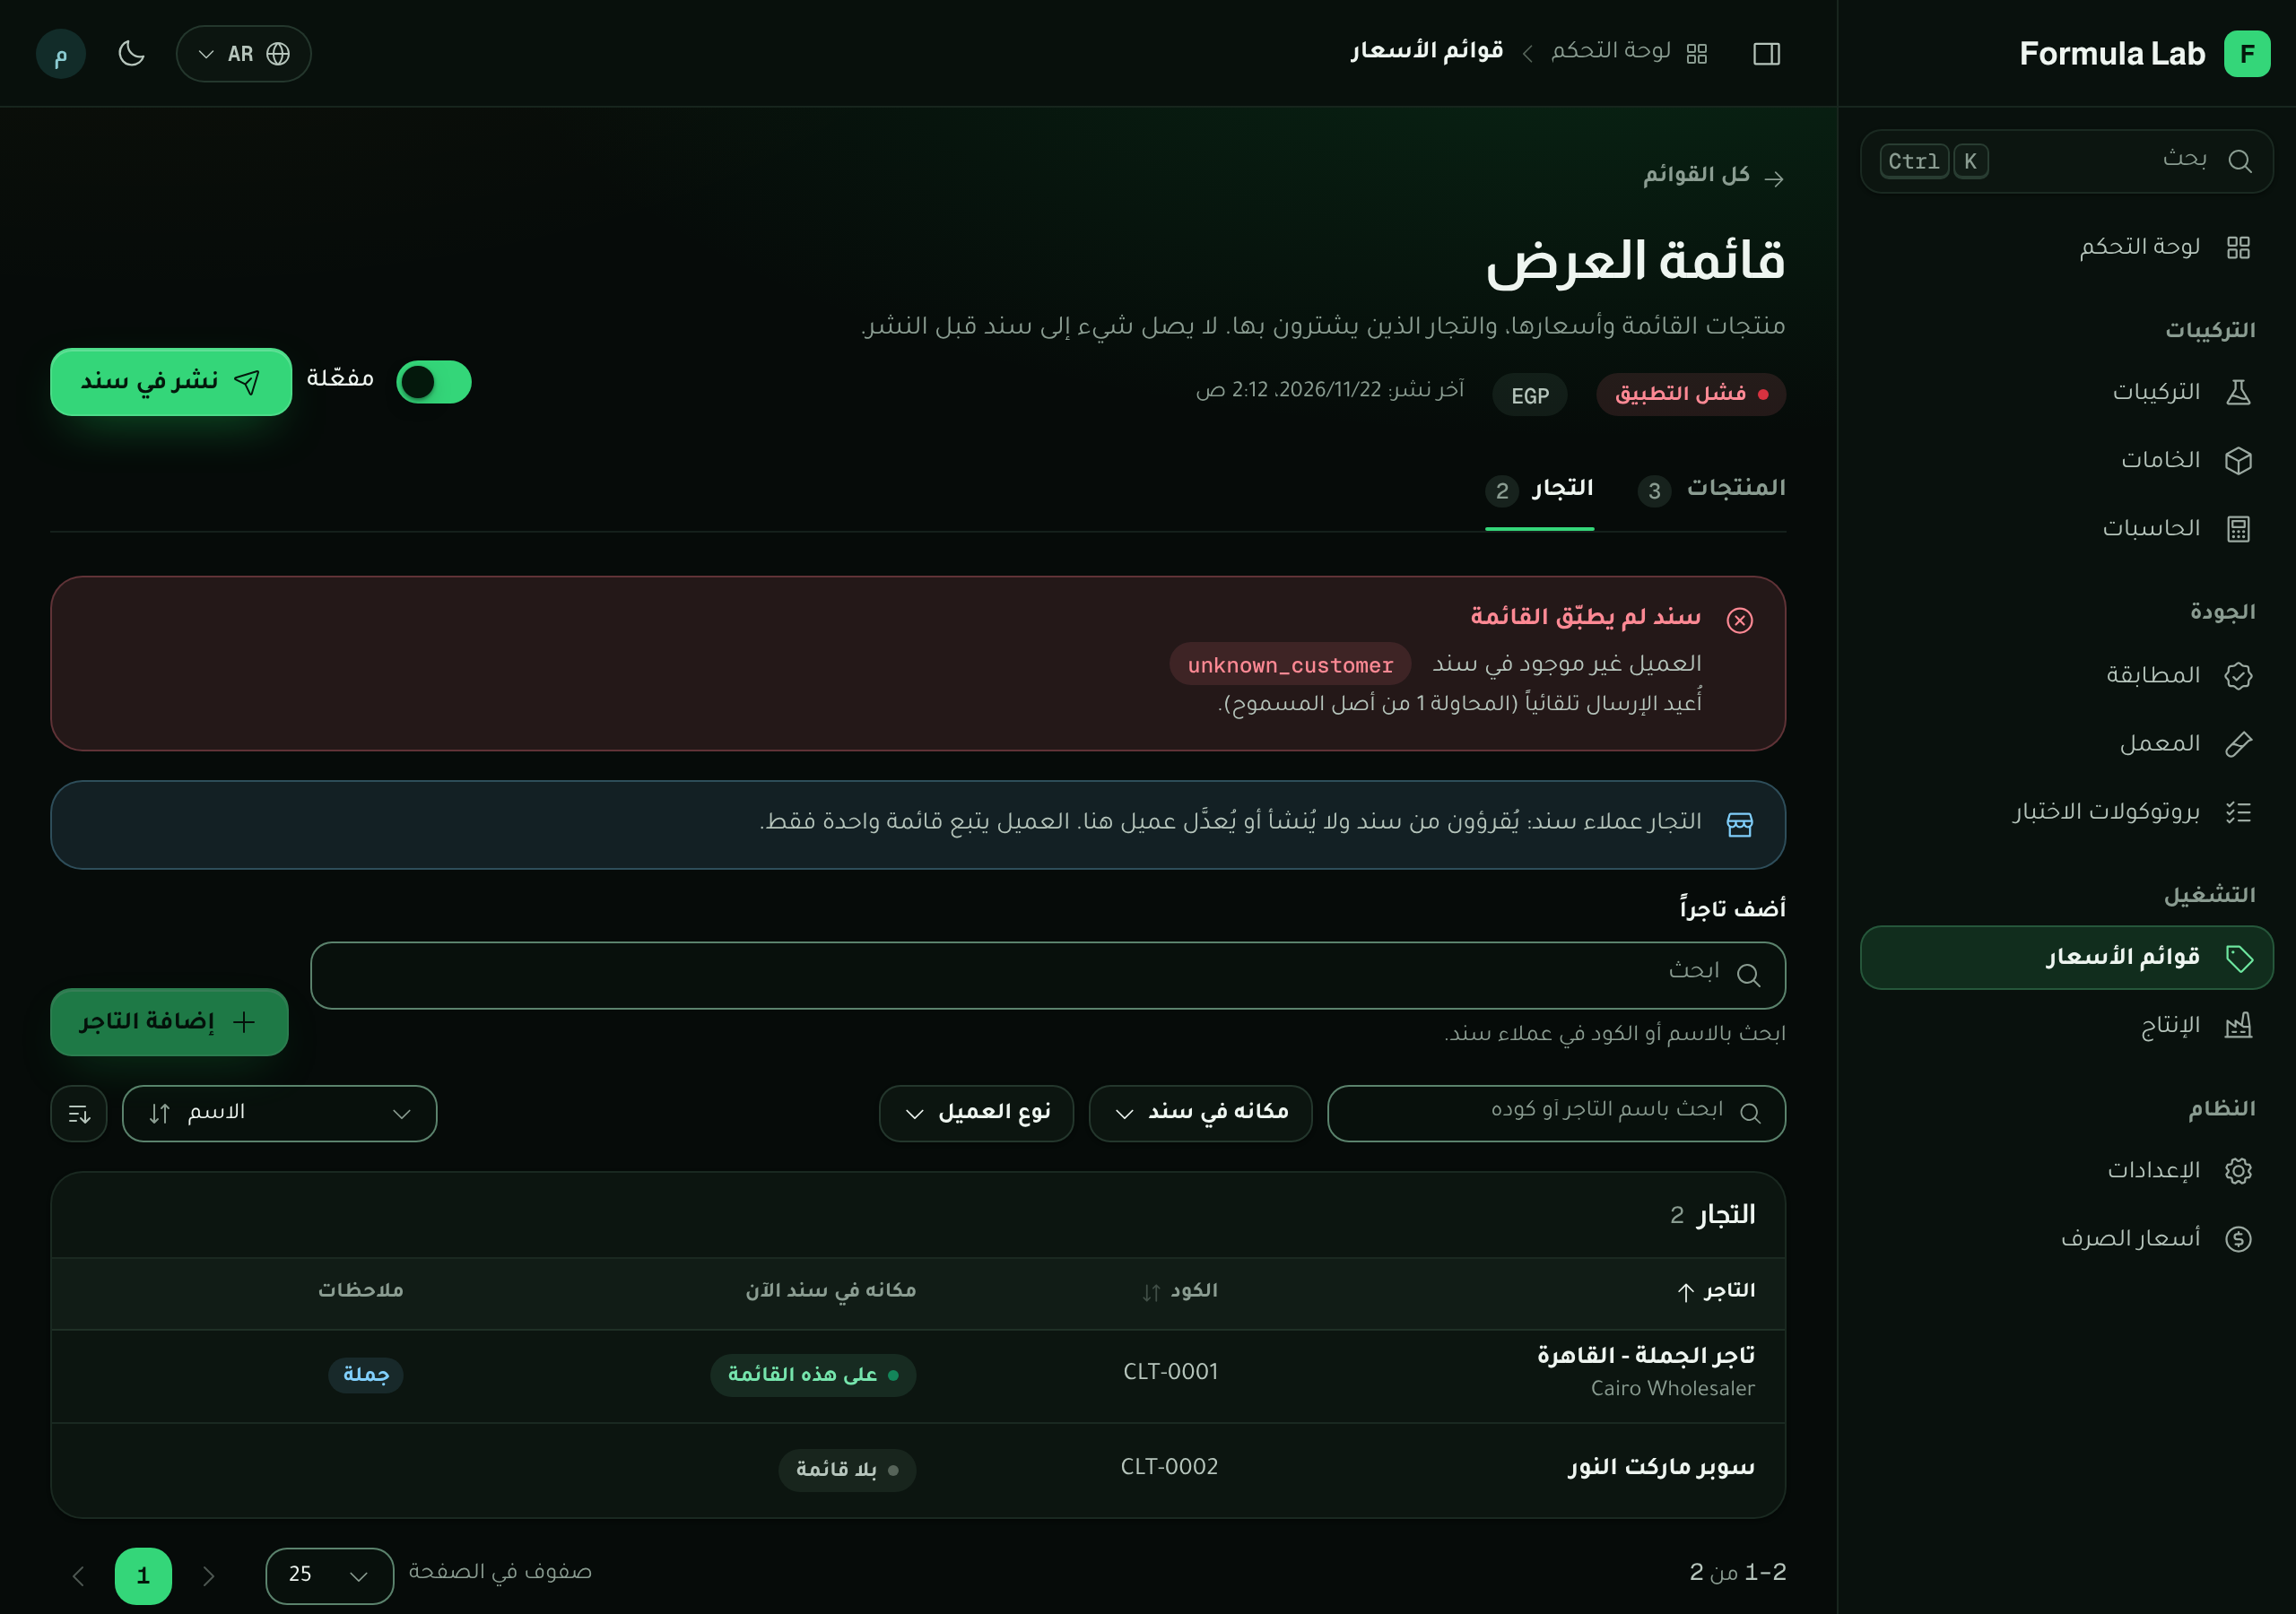 F Formula Lab
بحث Ctrl K
لوحة التحكم
التركيبات
التركيبات
الخامات
الحاسبات
الجودة
المطابقة
المعمل
بروتوكولات الاختبار
التشغيل
قوائم الأسعار
الإنتاج
النظام
الإعدادات
أسعار الصرف
لوحة التحكم
قوائم الأسعار
AR
م
كل القوائم
قائمة العرض
منتجات القائمة وأسعارها، والتجار الذين يشترون بها. لا يصل شيء إلى سند قبل النشر.
فشل التطبيق
EGP
آخر نشر: 2026/11/22، 2:12 ص
مفعّلة
نشر في سند
المنتجات 3
التجار 2
سند لم يطبّق القائمة
العميل غير موجود في سند unknown_customer
أُعيد الإرسال تلقائياً (المحاولة 1 من أصل المسموح).
التجار عملاء سند: يُقرؤون من سند ولا يُنشأ أو يُعدَّل عميل هنا. العميل يتبع قائمة واحدة فقط.
أضف تاجراً
ابحث
إضافة التاجر
ابحث بالاسم أو الكود في عملاء سند.
ابحث باسم التاجر أو كوده
مكانه في سند
نوع العميل
الاسم
التجار 2
التاجر
الكود
مكانه في سند الآن
ملاحظات
تاجر الجملة - القاهرة
Cairo Wholesaler
CLT-0001
على هذه القائمة
جملة
سوبر ماركت النور
CLT-0002
بلا قائمة
1–2 من 2
صفوف في الصفحة
25
1